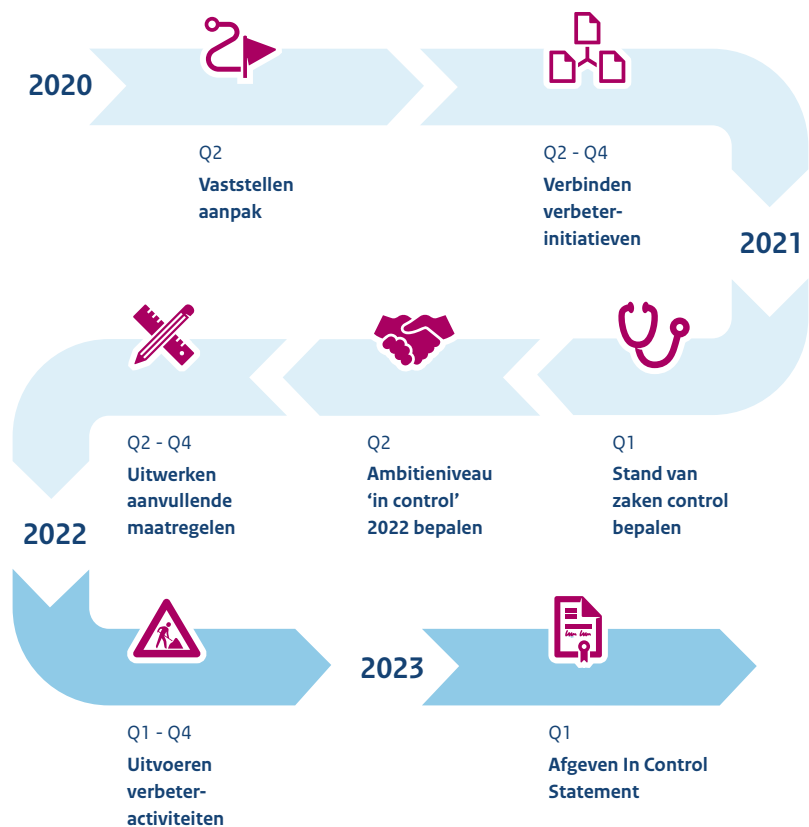 2020
Q2
Vaststellen
aanpak
Q2 - Q4
Verbinden
verbeter-
initiatieven
2021
Q1
Stand van
zaken control
bepalen
Q2
Ambitieniveau
‘in control’
2022 bepalen
Q2 - Q4
Uitwerken
aanvullende
maatregelen
2022
Q1 - Q4
Uitvoeren
verbeter-
activiteiten
2023
Q1
Afgeven In Control
Statement